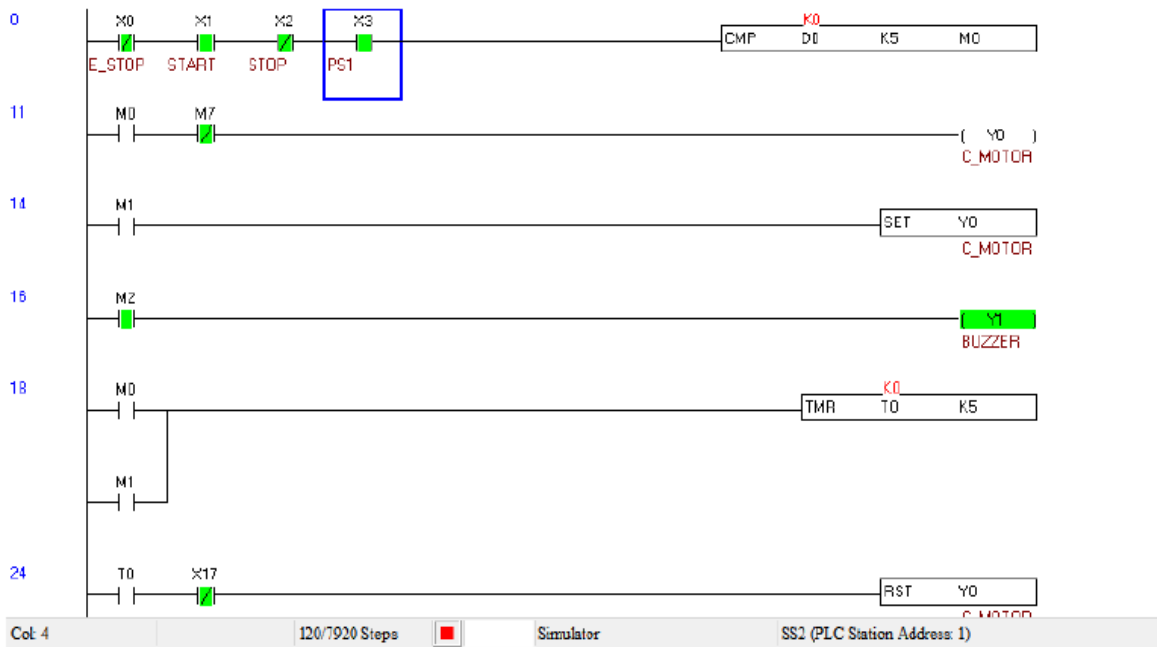 0 X0 X1 X2 X3 K0
CMP D0 K5 M0
E_STOP START STOP PS1
11 M0 M7
( Y0 )
C_MOTOR
14 M1
SET Y0
C_MOTOR
16 M2
( Y1 )
BUZZER
18 M0 K0
TMR T0 K5
M1
24 T0 X17
RST Y0
C_MOTOR
Col: 4 120/7920 Steps Simulator SS2 (PLC Station Address: 1)